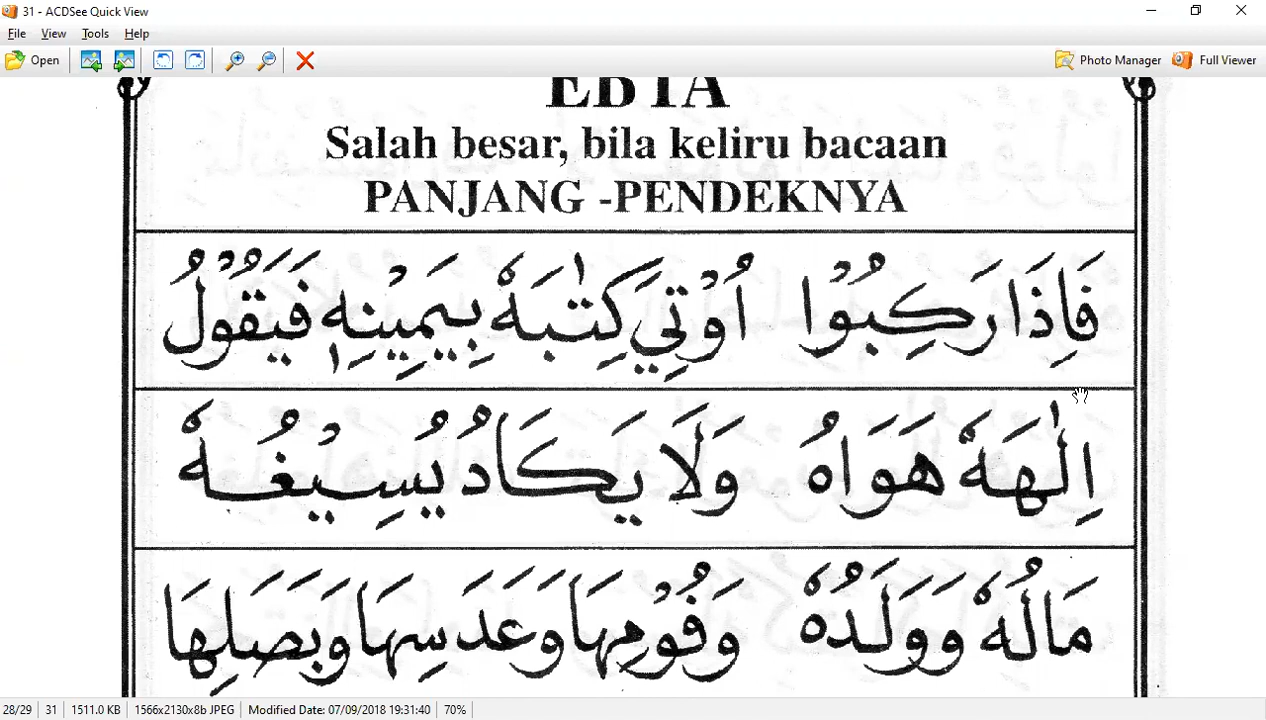 31 - ACDSee Quick View
File View Tools Help
Open Photo Manager Full Viewer
EBTA
Salah besar, bila keliru bacaan
PANJANG -PENDEKNYA
فَاِذَا رَكِبُوْا اُوْتِيَ كِتٰبَهٗ بِيَمِيْنِهٖ فَيَقُوْلُ
اِلٰهَهٗ هَوَاهُ وَلَا يَكَادُ يُسِيْغُهٗ
مَالُهٗ وَوَلَدُهٗ وَفُوْمِهَا وَعَدَسِهَا وَبَصَلِهَا
28/29 31 1511.0 KB 1566x2130x8b JPEG Modified Date: 07/09/2018 19:31:40 70%